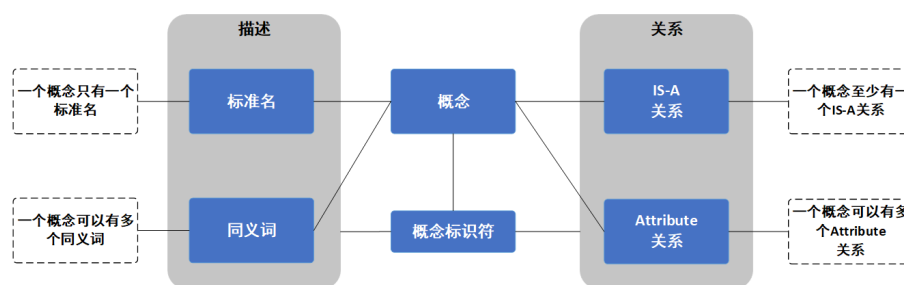 描述
关系
一个概念只有一个
标准名
标准名
概念
IS-A
关系
一个概念至少有一
个IS-A关系
一个概念可以有多
个同义词
同义词
概念标识符
Attribute
关系
一个概念可以有多
个Attribute
关系